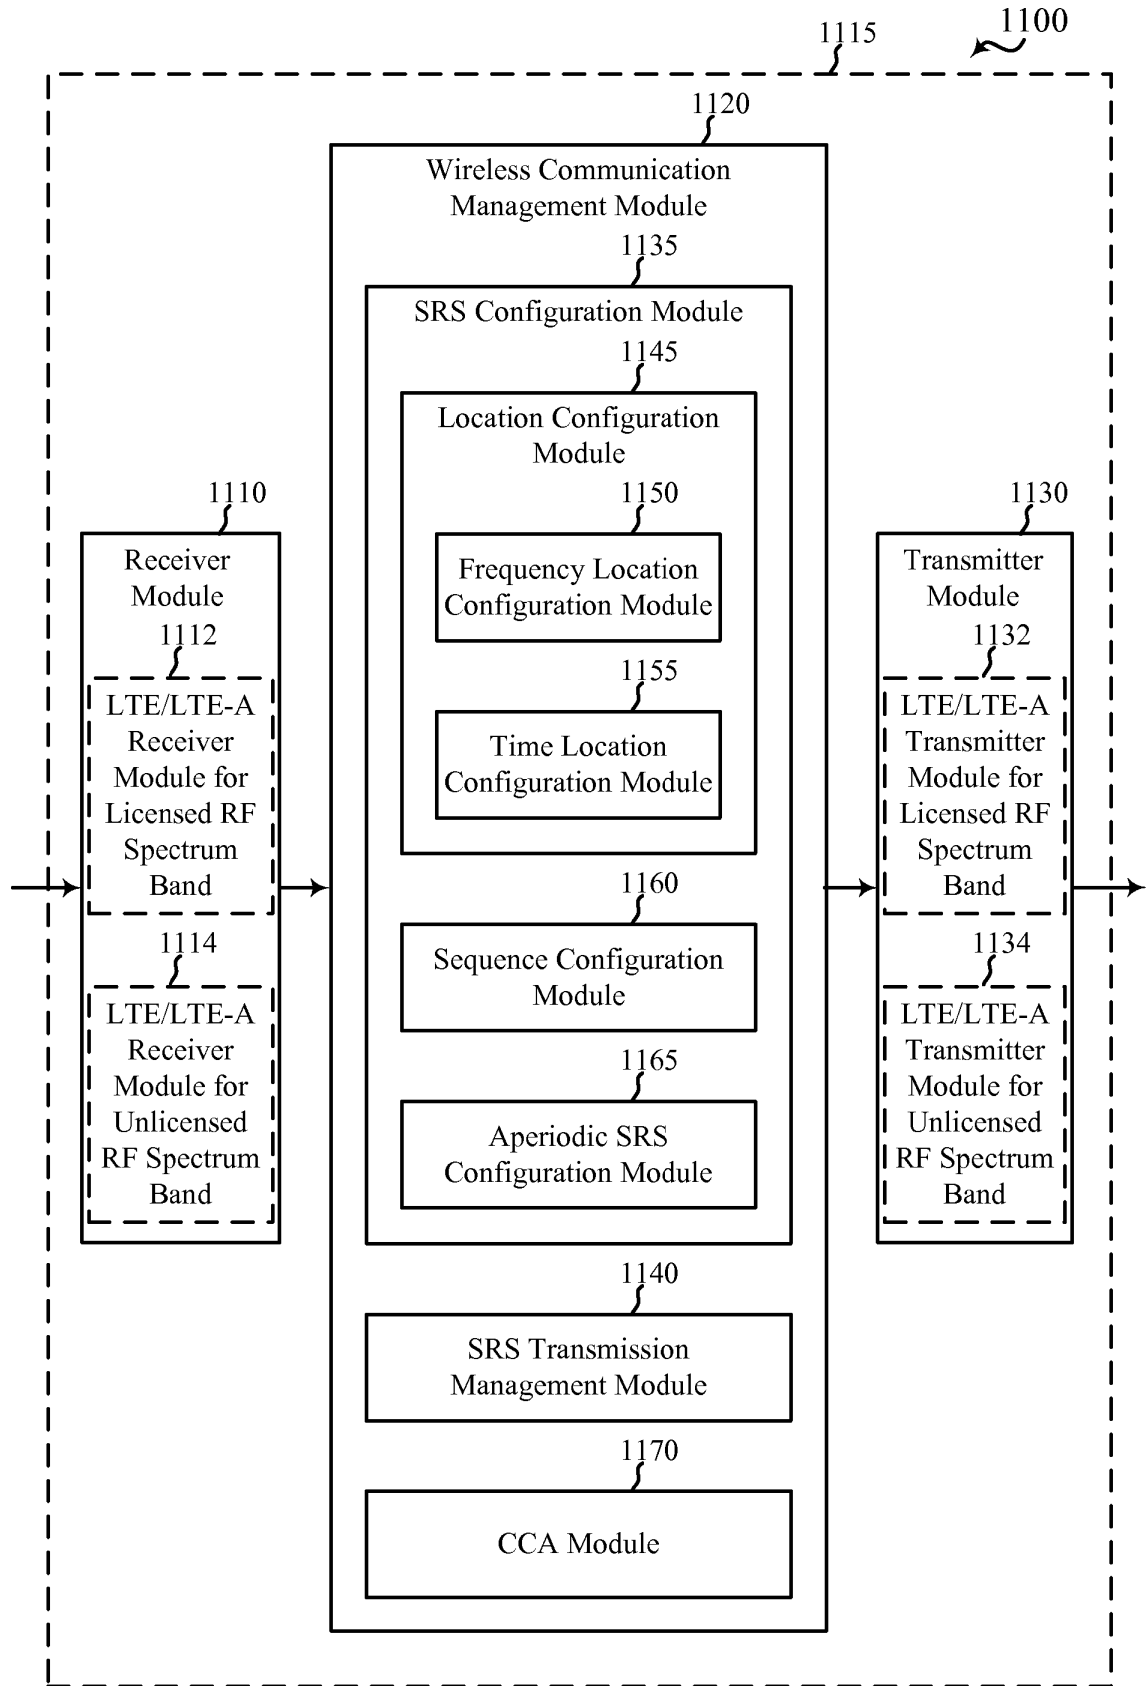 1100
1115
1120
Wireless Communication
Management Module
1135
SRS Configuration Module
1145
Location Configuration
Module
1150
Frequency Location
Configuration Module
1155
Time Location
Configuration Module
1160
Sequence Configuration
Module
1165
Aperiodic SRS
Configuration Module
1140
SRS Transmission
Management Module
1170
CCA Module
1110
Receiver
Module
1112
LTE/LTE-A
Receiver
Module for
Licensed RF
Spectrum
Band
1114
LTE/LTE-A
Receiver
Module for
Unlicensed
RF Spectrum
Band
1130
Transmitter
Module
1132
LTE/LTE-A
Transmitter
Module for
Licensed RF
Spectrum
Band
1134
LTE/LTE-A
Transmitter
Module for
Unlicensed
RF Spectrum
Band